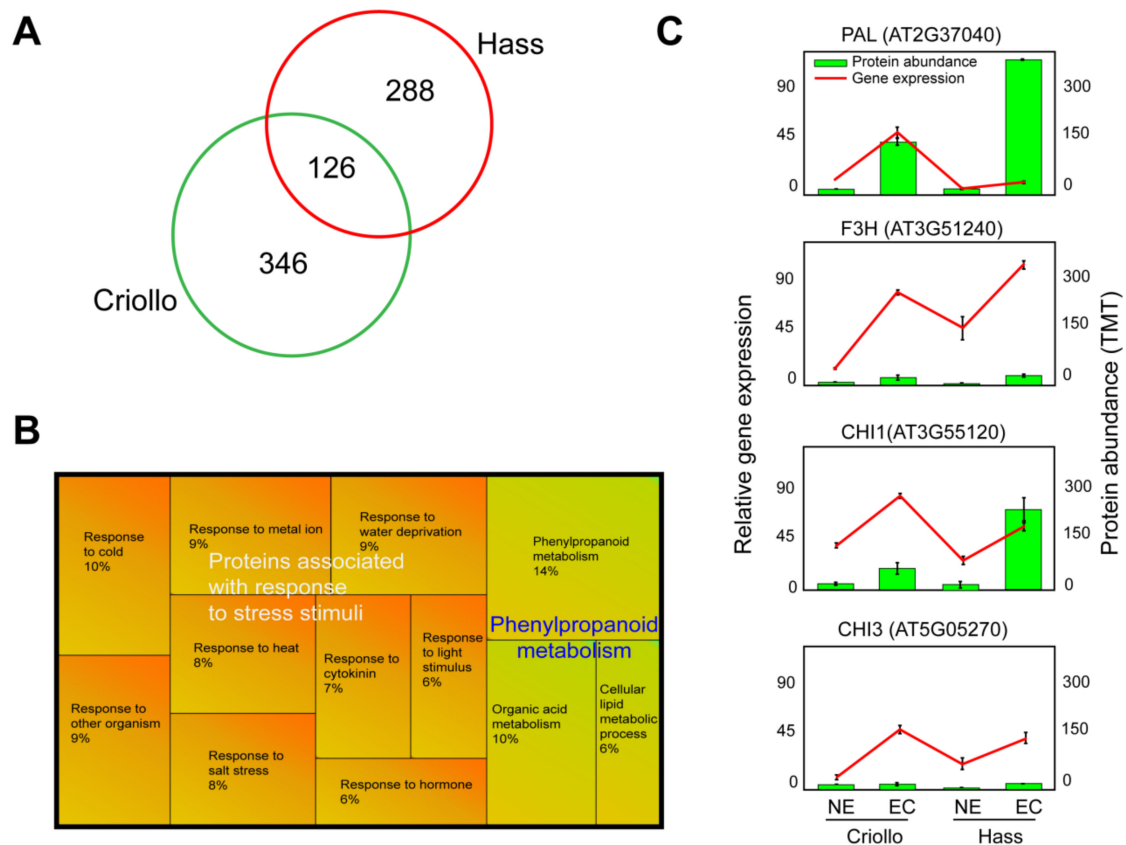 A
Hass
288
126
346
Criollo
B
Response
to cold
10%
Response to metal ion
9%
Response to
water deprivation
9%
Phenylpropanoid
metabolism
14%
Proteins associated
with response
to stress stimuli
Response to heat
8%
Response to
cytokinin
7%
Response
to light
stimulus
6%
Phenylpropanoid
metabolism
Response to
other organism
9%
Response to
salt stress
8%
Response to hormone
6%
Organic acid
metabolism
10%
Cellular
lipid
metabolic
process
6%
C
Relative gene expression
Protein abundance (TMT)
PAL (AT2G37040)
Protein abundance
Gene expression
90
45
0
300
150
0
F3H (AT3G51240)
90
45
0
300
150
0
CHI1(AT3G55120)
90
45
0
300
150
0
CHI3 (AT5G05270)
90
45
0
300
150
0
NE EC NE EC
Criollo Hass